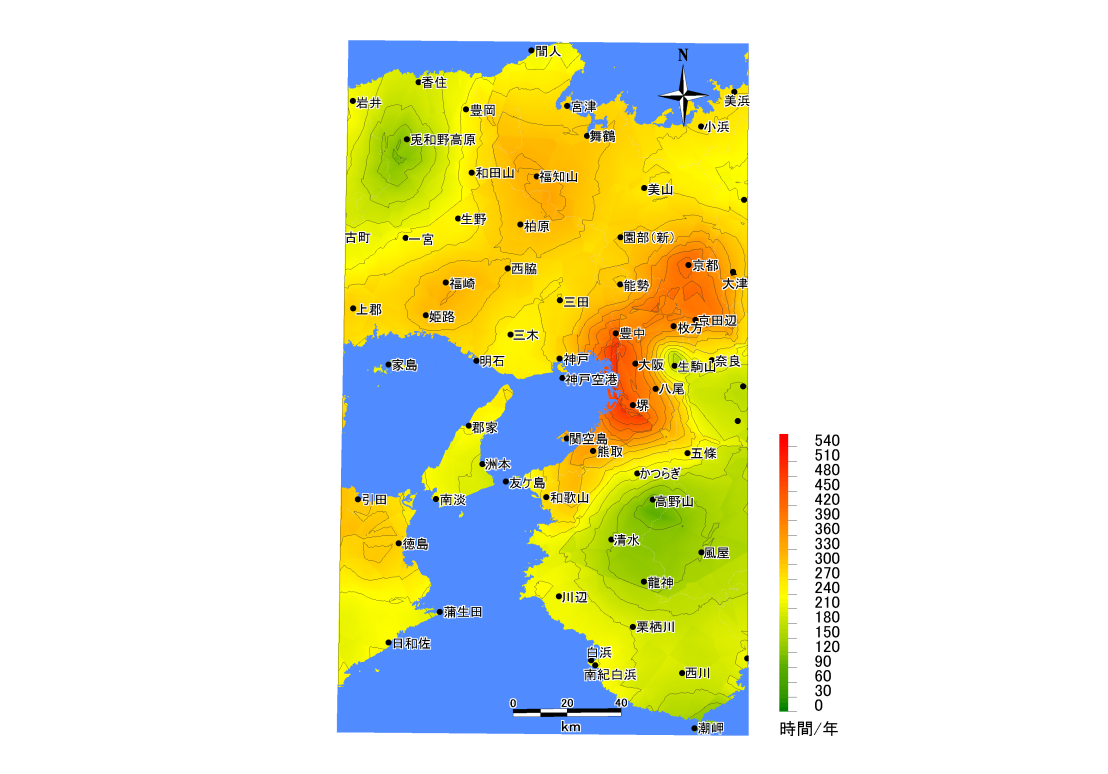 間人
N
香住
美浜
岩井
豊岡
宮津
小浜
舞鶴
兎和野高原
和田山
福知山
美山
生野
柏原
古町
一宮
園部(新)
京都
西脇
大津
福崎
能勢
三田
上郡
姫路
京田辺
枚方
三木
豊中
明石
神戸
家島
大阪
生駒山
奈良
神戸空港
八尾
堺
郡家
関空島
熊取
五條
洲本
かつらぎ
友ケ島
引田
南淡
和歌山
高野山
徳島
清水
風屋
龍神
川辺
蒲生田
栗栖川
日和佐
白浜
南紀白浜
西川
0 20 40
km
潮岬
540
510
480
450
420
390
360
330
300
270
240
210
180
150
120
90
60
30
0
時間/年